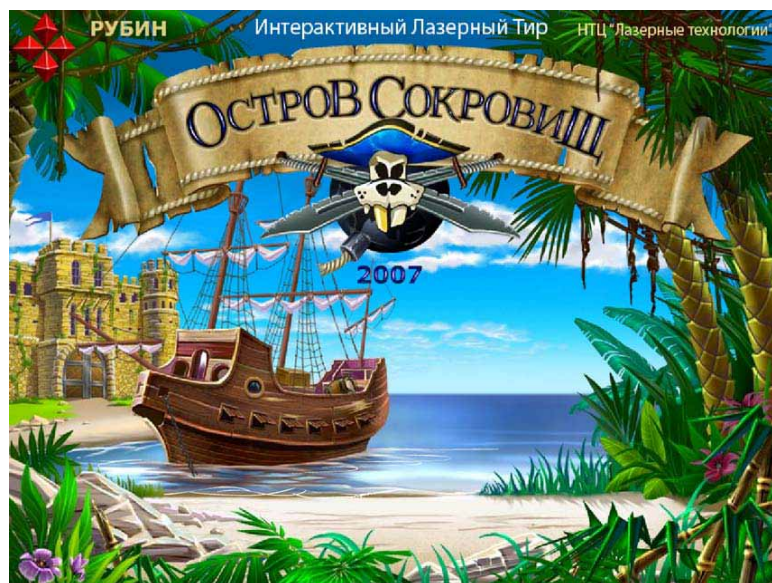 РУБИН
Интерактивный Лазерный Тир
НТЦ "Лазерные технологии"
ОСТРОВ СОКРОВИЩ
2007